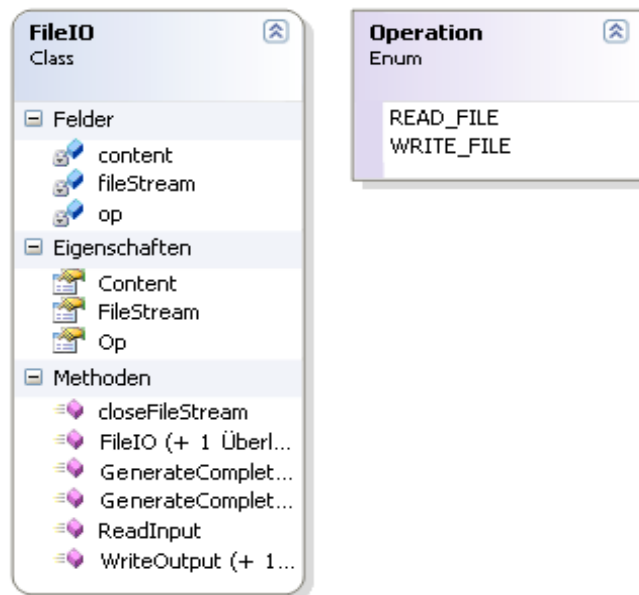 FileIO
Class
Felder
content
fileStream
op
Eigenschaften
Content
FileStream
Op
Methoden
closeFileStream
FileIO (+ 1 Überl...
GenerateComplet...
GenerateComplet...
ReadInput
WriteOutput (+ 1...
Operation
Enum
READ_FILE
WRITE_FILE